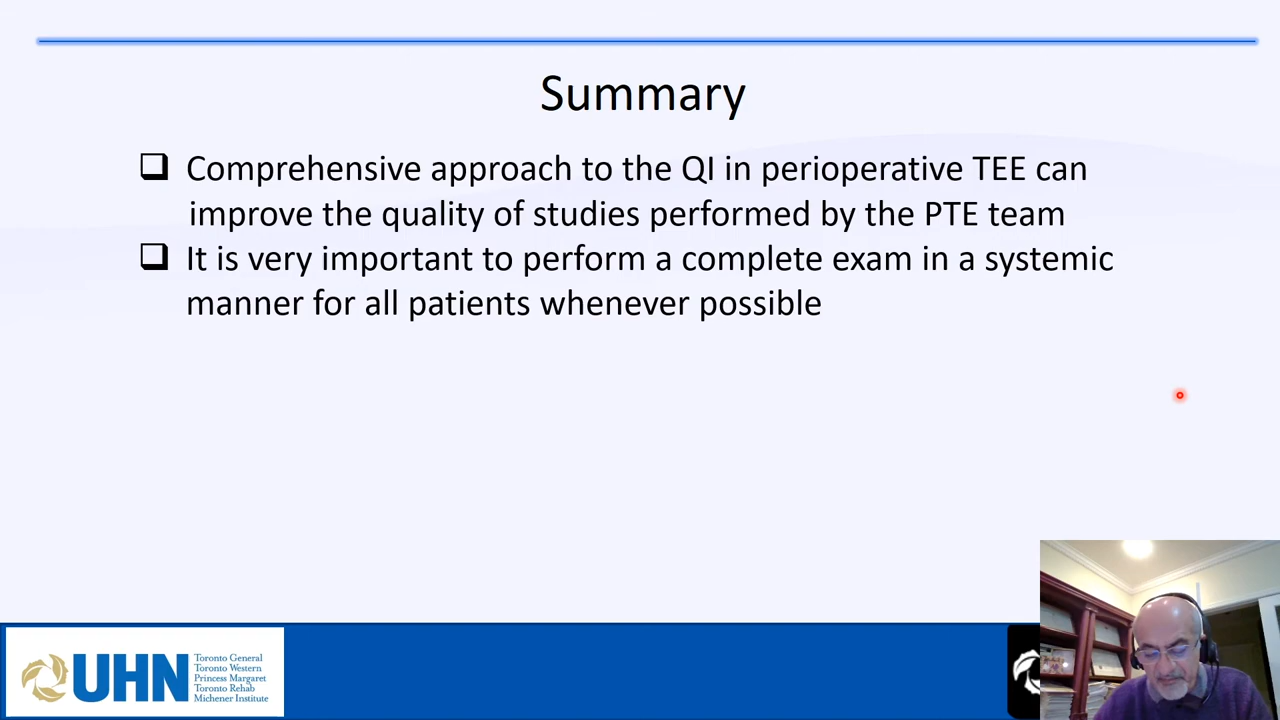 Summary
❑ Comprehensive approach to the QI in perioperative TEE can
improve the quality of studies performed by the PTE team
❑ It is very important to perform a complete exam in a systemic
manner for all patients whenever possible
UHN
Toronto General
Toronto Western
Princess Margaret
Toronto Rehab
Michener Institute